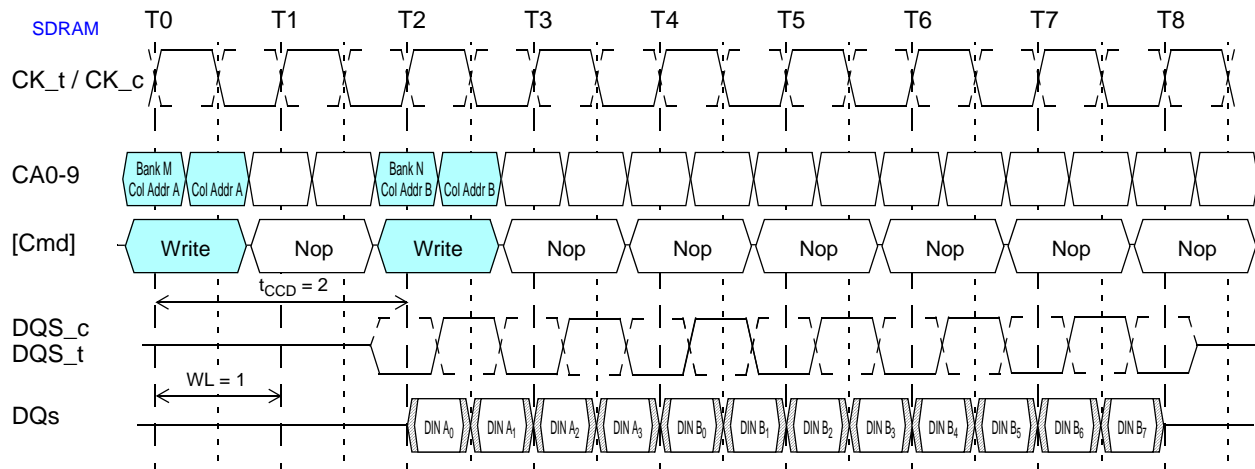 SDRAM T0 T1 T2 T3 T4 T5 T6 T7 T8
CK_t / CK_c
CA0-9 Bank M Col Addr A Col Addr A Bank N Col Addr B Col Addr B
[Cmd] Write Nop Write Nop Nop Nop Nop Nop Nop
tCCD = 2
DQS_c
DQS_t
WL = 1
DQs DIN A0 DIN A1 DIN A2 DIN A3 DIN B0 DIN B1 DIN B2 DIN B3 DIN B4 DIN B5 DIN B6 DIN B7